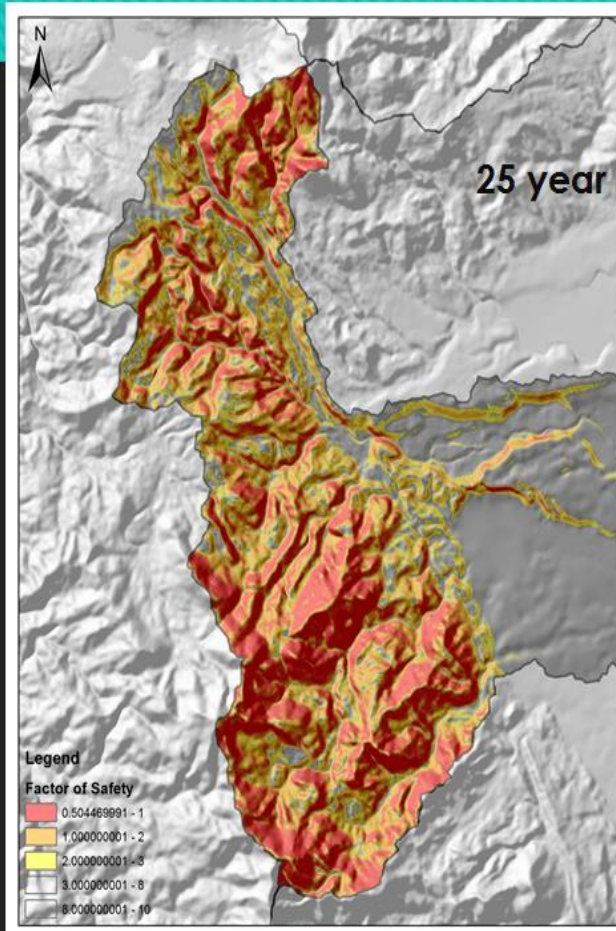 N
25 year
Legend
Factor of Safety
0.504469991 - 1
1.000000001 - 2
2.000000001 - 3
3.000000001 - 8
8.000000001 - 10